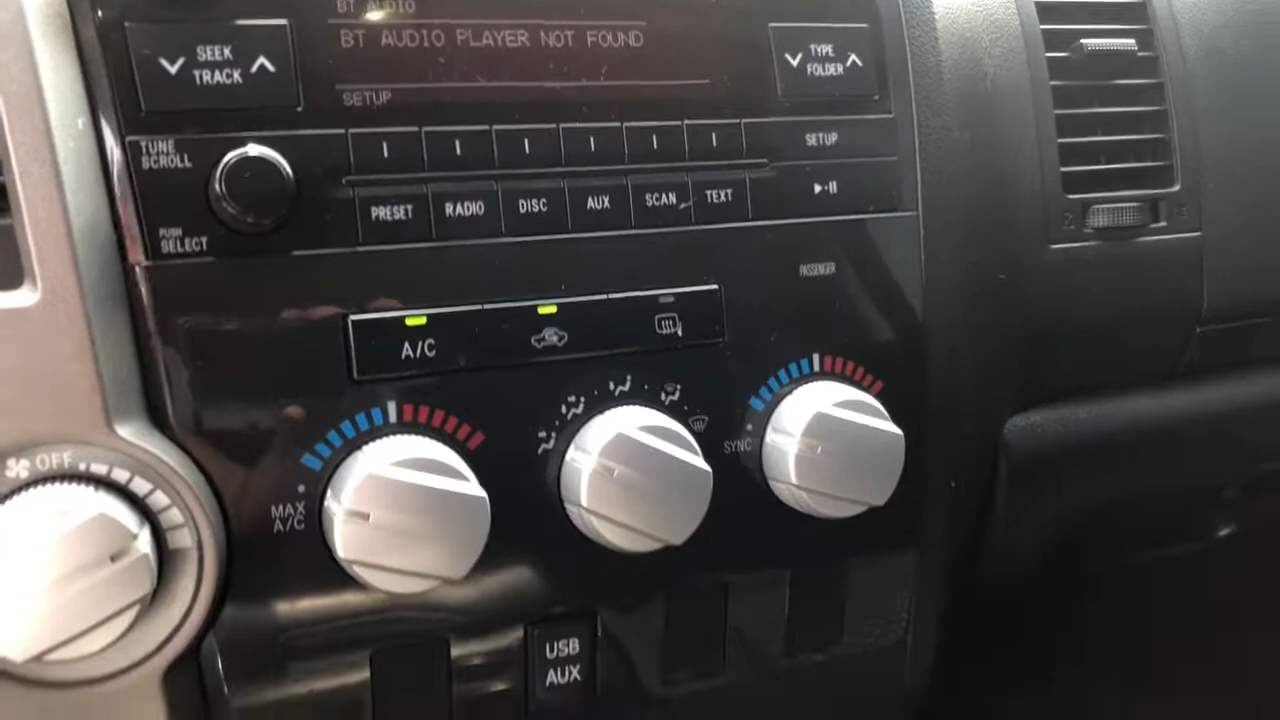 BT AUDIO
BT AUDIO PLAYER NOT FOUND
SETUP
SEEK
TRACK
TYPE
FOLDER
TUNE
SCROLL
PUSH
SELECT
SETUP
PRESET
RADIO
DISC
AUX
SCAN
TEXT
PASSENGER
A/C
OFF
MAX
A/C
SYNC
USB
AUX